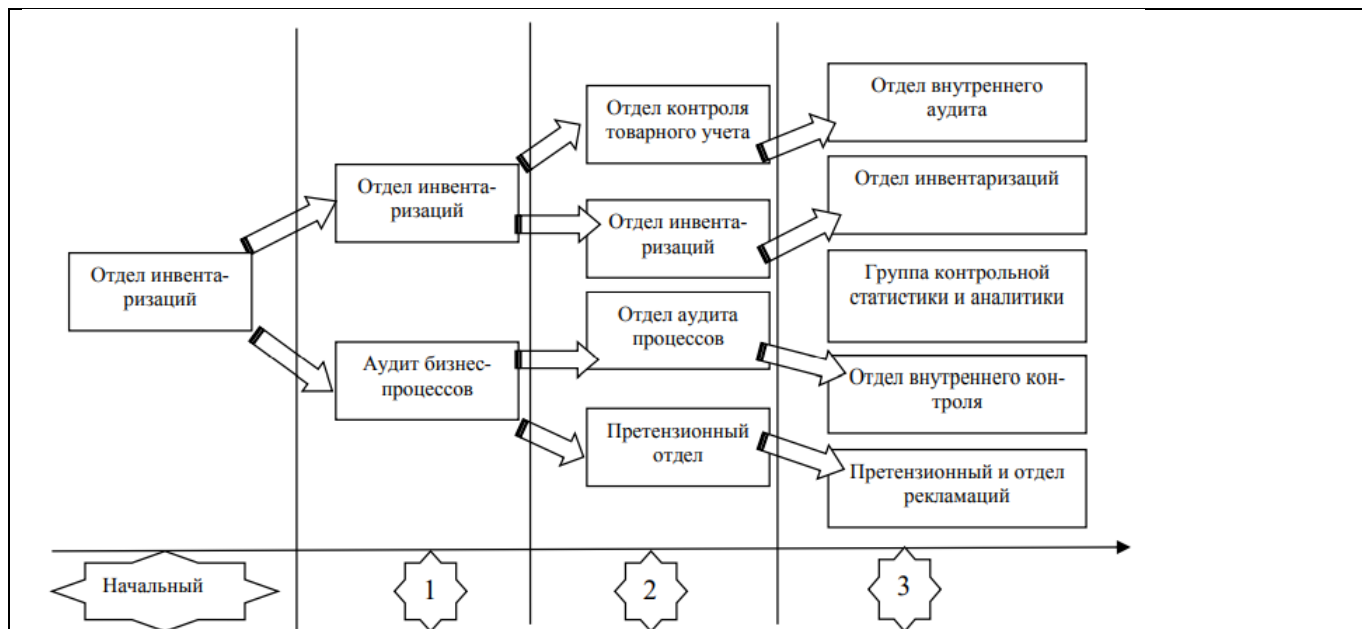 Отдел инвента-
ризаций
Отдел инвента-
ризаций
Аудит бизнес-
процессов
Отдел контроля
товарного учета
Отдел инвента-
ризаций
Отдел аудита
процессов
Претензионный
отдел
Отдел внутреннего
аудита
Отдел инвентаризаций
Группа контрольной
статистики и аналитики
Отдел внутреннего кон-
троля
Претензионный и отдел
рекламаций
Начальный
1
2
3